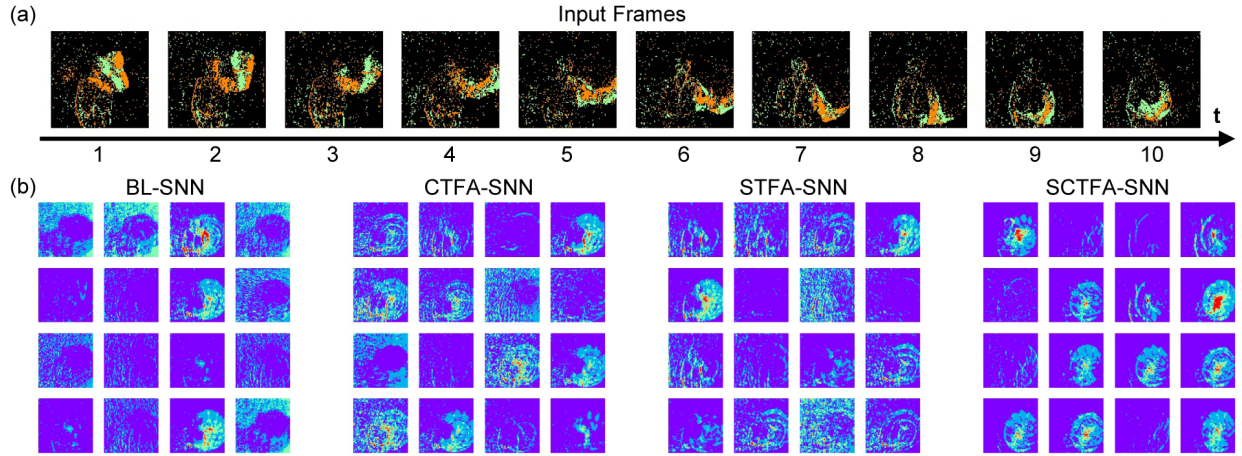 (a)
Input Frames
t
1 2 3 4 5 6 7 8 9 10
(b)
BL-SNN CTFA-SNN STFA-SNN SCTFA-SNN